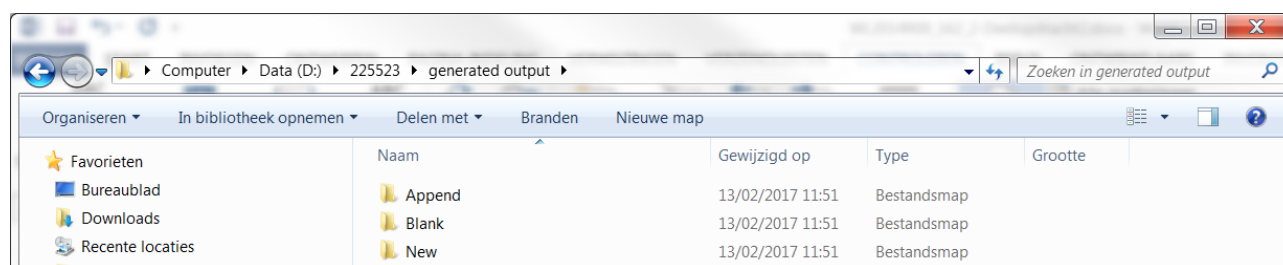 Computer Data (D:) 225523 generated output Zoeken in generated output
Organiseren In bibliotheek opnemen Delen met Branden Nieuwe map
Favorieten
Bureaublad
Downloads
Recente locaties
Naam Gewijzigd op Type Grootte
Append 13/02/2017 11:51 Bestandsmap
Blank 13/02/2017 11:51 Bestandsmap
New 13/02/2017 11:51 Bestandsmap